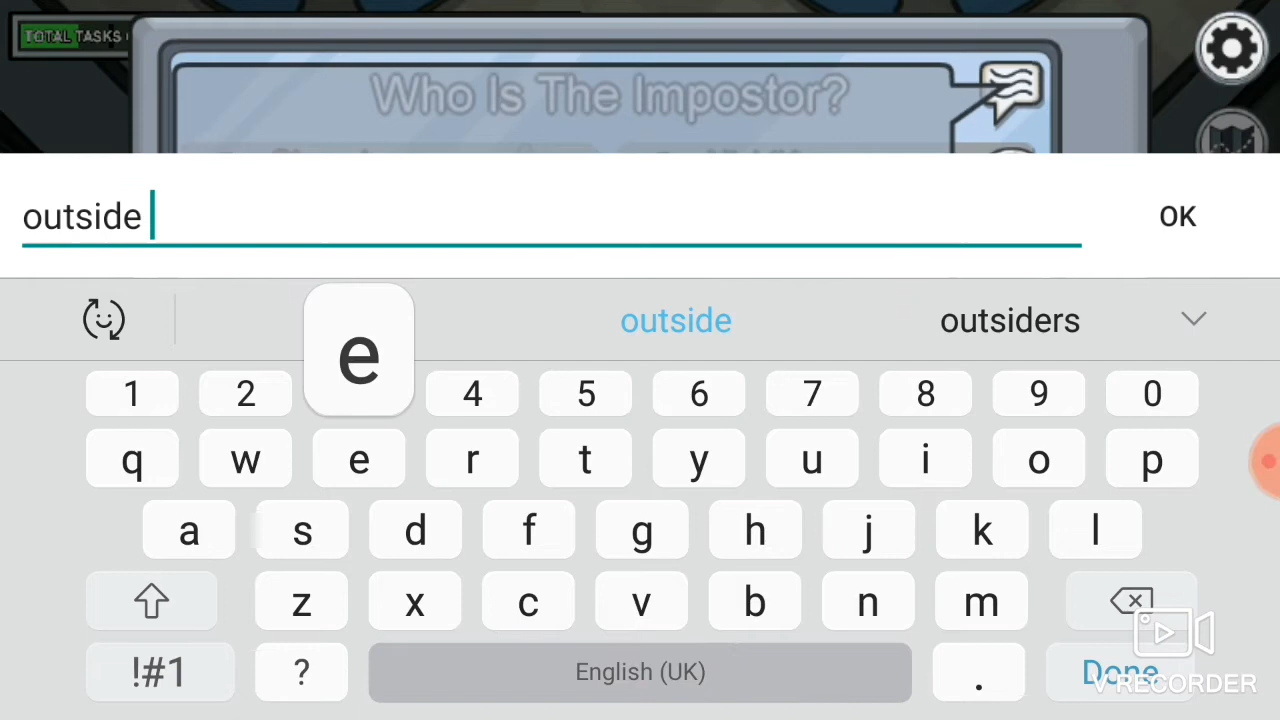 TOTAL TASKS
Who Is The Impostor?
outside
OK
e
outside outsiders
1 2 4 5 6 7 8 9 0
q w e r t y u i o p
a s d f g h j k l
z x c v b n m
!#1 ? English (UK) . Done
V RECORDER